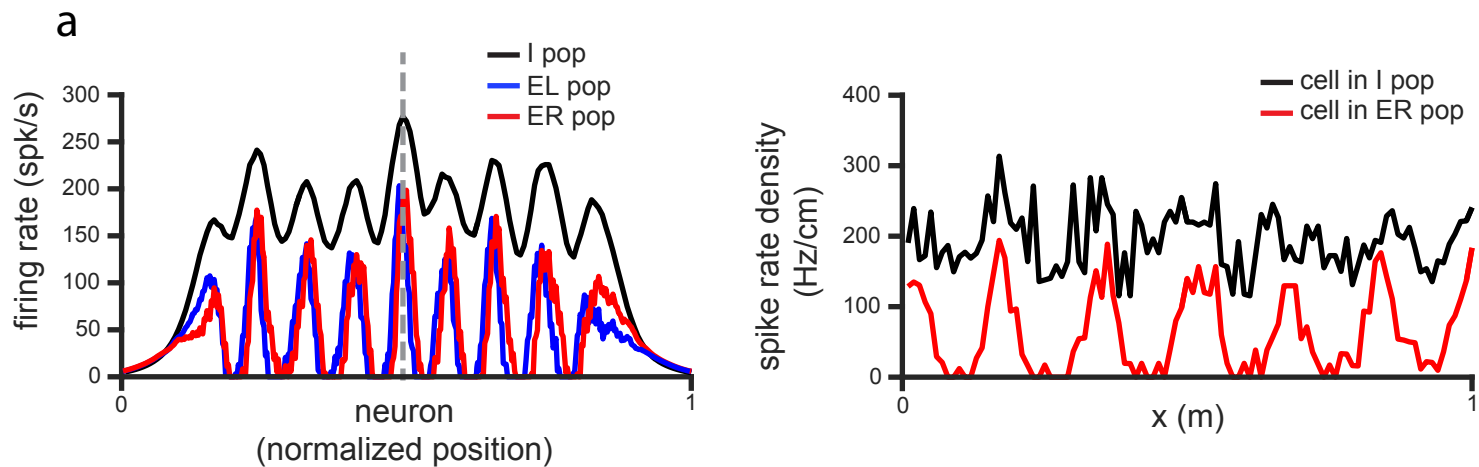 a
I pop
EL pop
ER pop
firing rate (spk/s)
300
250
200
150
100
50
0
0
1
neuron
(normalized position)
cell in I pop
cell in ER pop
spike rate density
(Hz/cm)
400
300
200
100
0
0
1
x (m)